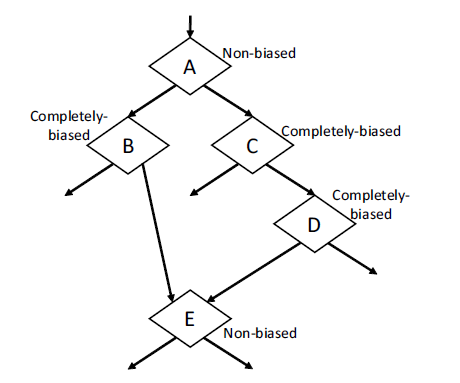 A
Non-biased
Completely-
biased
B
C
Completely-biased
Completely-
biased
D
E
Non-biased